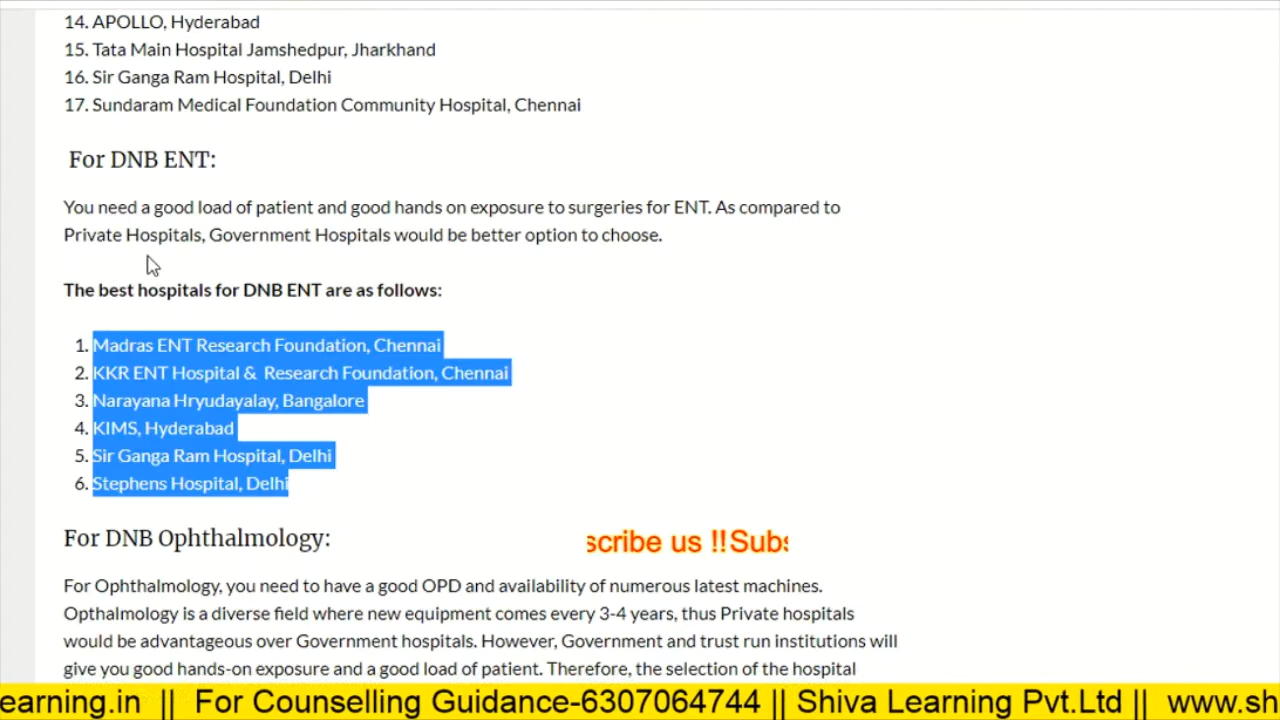 14. APOLLO, Hyderabad
15. Tata Main Hospital Jamshedpur, Jharkhand
16. Sir Ganga Ram Hospital, Delhi
17. Sundaram Medical Foundation Community Hospital, Chennai
For DNB ENT:
You need a good load of patient and good hands on exposure to surgeries for ENT. As compared to
Private Hospitals, Government Hospitals would be better option to choose.
The best hospitals for DNB ENT are as follows:
1. Madras ENT Research Foundation, Chennai
2. KKR ENT Hospital & Research Foundation, Chennai
3. Narayana Hryudayalay, Bangalore
4. KIMS, Hyderabad
5. Sir Ganga Ram Hospital, Delhi
6. Stephens Hospital, Delhi
For DNB Ophthalmology:
scribe us !!Subs
For Ophthalmology, you need to have a good OPD and availability of numerous latest machines.
Opthalmology is a diverse field where new equipment comes every 3-4 years, thus Private hospitals
would be advantageous over Government hospitals. However, Government and trust run institutions will
give you good hands-on exposure and a good load of patient. Therefore, the selection of the hospital
earning.in || For Counselling Guidance-6307064744 || Shiva Learning Pvt.Ltd || www.sh